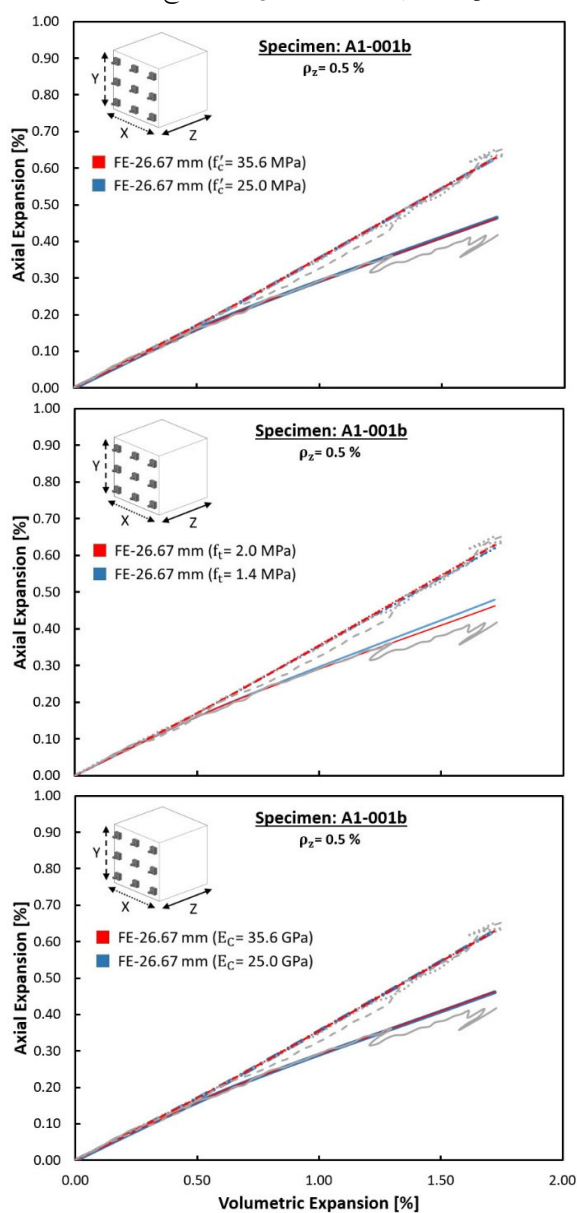 1.00
0.90
0.80
0.70
0.60
0.50
0.40
0.30
0.20
0.10
0.00
Axial Expansion [%]
Y
X
Z
Specimen: A1-001b
ρz= 0.5 %
FE-26.67 mm (f′c= 35.6 MPa)
FE-26.67 mm (f′c= 25.0 MPa)
1.00
0.90
0.80
0.70
0.60
0.50
0.40
0.30
0.20
0.10
0.00
Axial Expansion [%]
Y
X
Z
Specimen: A1-001b
ρz= 0.5 %
FE-26.67 mm (ft= 2.0 MPa)
FE-26.67 mm (ft= 1.4 MPa)
1.00
0.90
0.80
0.70
0.60
0.50
0.40
0.30
0.20
0.10
0.00
Axial Expansion [%]
Y
X
Z
Specimen: A1-001b
ρz= 0.5 %
FE-26.67 mm (EC= 35.6 GPa)
FE-26.67 mm (EC= 25.0 GPa)
0.00 0.50 1.00 1.50 2.00
Volumetric Expansion [%]